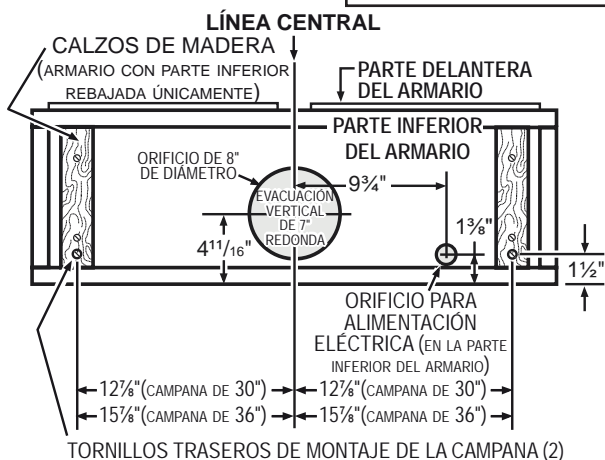 LÍNEA CENTRAL
CALZOS DE MADERA
(ARMARIO CON PARTE INFERIOR
REBAJADA ÚNICAMENTE)
PARTE DELANTERA
DEL ARMARIO
PARTE INFERIOR
DEL ARMARIO
ORIFICIO DE 8"
DE DIÁMETRO
EVACUACIÓN
VERTICAL
DE 7"
REDONDA
9¾"
4¹¹/₁₆"
1⅜"
1½"
ORIFICIO PARA
ALIMENTACIÓN
ELÉCTRICA (EN LA PARTE
INFERIOR DEL ARMARIO)
12⅞" (CAMPANA DE 30") 12⅞" (CAMPANA DE 30")
15⅞" (CAMPANA DE 36") 15⅞" (CAMPANA DE 36")
TORNILLOS TRASEROS DE MONTAJE DE LA CAMPANA (2)